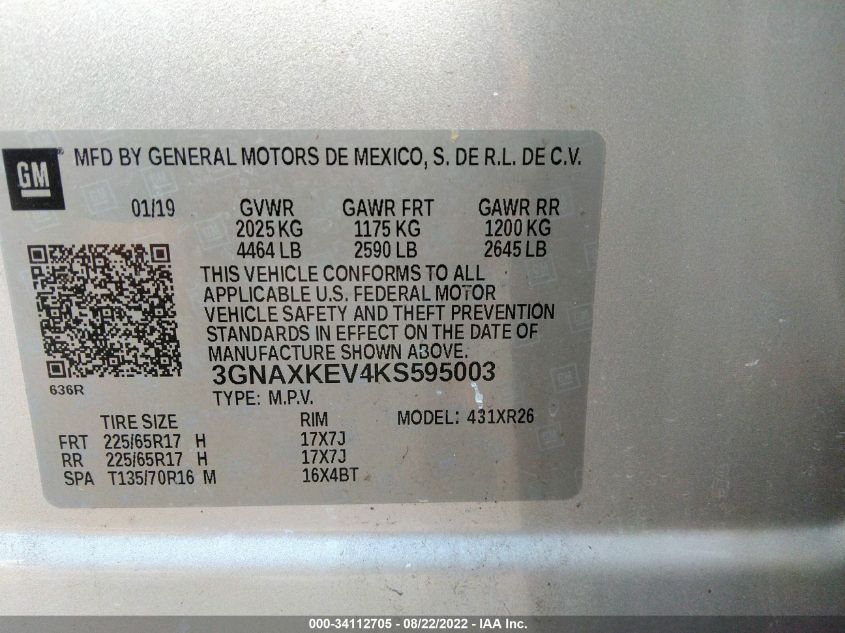 GM ® MFD BY GENERAL MOTORS DE MEXICO, S. DE R.L. DE C.V.
01/19 GVWR GAWR FRT GAWR RR
2025 KG 1175 KG 1200 KG
4464 LB 2590 LB 2645 LB
THIS VEHICLE CONFORMS TO ALL
APPLICABLE U.S. FEDERAL MOTOR
VEHICLE SAFETY AND THEFT PREVENTION
STANDARDS IN EFFECT ON THE DATE OF
MANUFACTURE SHOWN ABOVE.
636R
3GNAXKEV4KS595003
TYPE: M.P.V.
TIRE SIZE RIM MODEL: 431XR26
FRT 225/65R17 H 17X7J
RR 225/65R17 H 17X7J
SPA T135/70R16 M 16X4BT
000-34112705 - 08/22/2022 - IAA Inc.